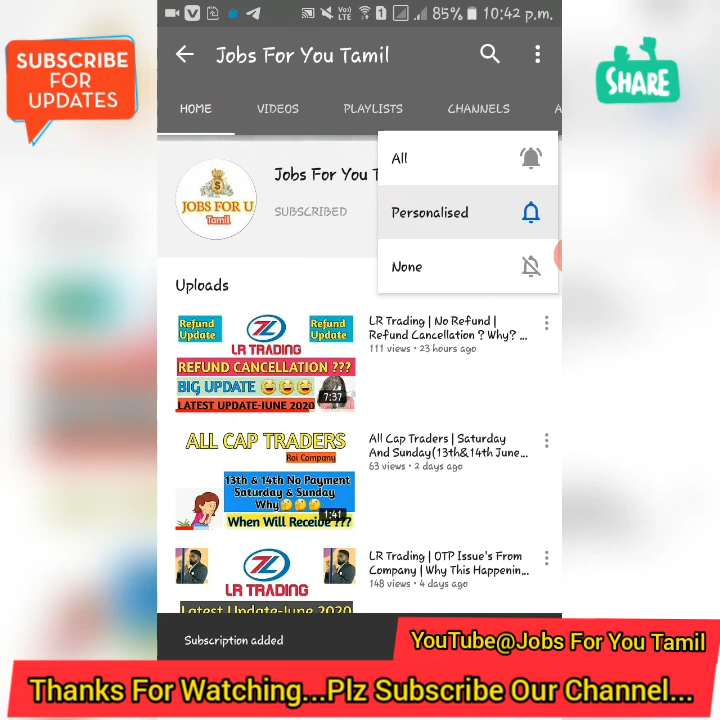 SUBSCRIBE
FOR
UPDATES
SHARE
Vo)
LTE
1
85%
10:42 p.m.
Jobs For You Tamil
HOME
VIDEOS
PLAYLISTS
CHANNELS
A
Jobs For You T
SUBSCRIBED
JOBS FOR U
Tamil
All
Personalised
None
Uploads
Refund
Update
LR TRADING
Refund
Update
REFUND CANCELLATION ???
BIG UPDATE
7:37
LATEST UPDATE-JUNE 2020
LR Trading | No Refund |
Refund Cancellation ? Why? ...
111 views • 23 hours ago
ALL CAP TRADERS
Roi Company
13th & 14th No Payment
Saturday & Sunday
Why
1:41
When Will Receive ???
All Cap Traders | Saturday
And Sunday(13th&14th June...
63 views • 2 days ago
LR TRADING
Latest Update-June 2020
LR Trading | OTP Issue's From
Company | Why This Happenin...
148 views • 4 days ago
Subscription added
YouTube@Jobs For You Tamil
Thanks For Watching...Plz Subscribe Our Channel...